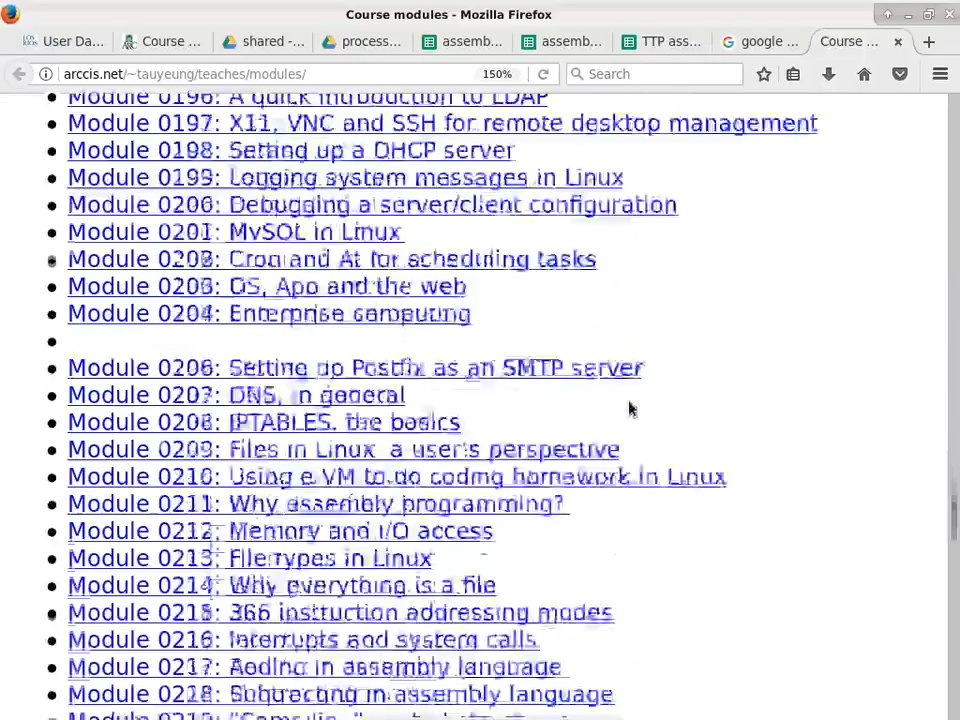 Course modules - Mozilla Firefox
User Da... Course ... shared -... process... assemb... assemb... TTP ass... google ... Course ...
arccis.net/~tauyeung/teaches/modules/ 150% Search
Module 0196: A quick introduction to LDAP
Module 0197: X11, VNC and SSH for remote desktop management
Module 0198: Setting up a DHCP server
Module 0199: Logging system messages in Linux
Module 0200: Debugging a server/client configuration
Module 0201: MySQL in Linux
Module 0202: Cron and At for scheduling tasks
Module 0203: OS, App and the web
Module 0204: Enterprise computing
Module 0206: Setting up Postfix as an SMTP server
Module 0207: DNS, in general
Module 0208: IPTABLES, the basics
Module 0209: Files in Linux a user's perspective
Module 0210: Using a VM to do coding homework in Linux
Module 0211: Why assembly programming?
Module 0212: Memory and I/O access
Module 0213: File types in Linux
Module 0214: Why everything is a file
Module 0215: 386 instruction addressing modes
Module 0216: Interrupts and system calls
Module 0217: Adding in assembly language
Module 0218: Subtracting in assembly language